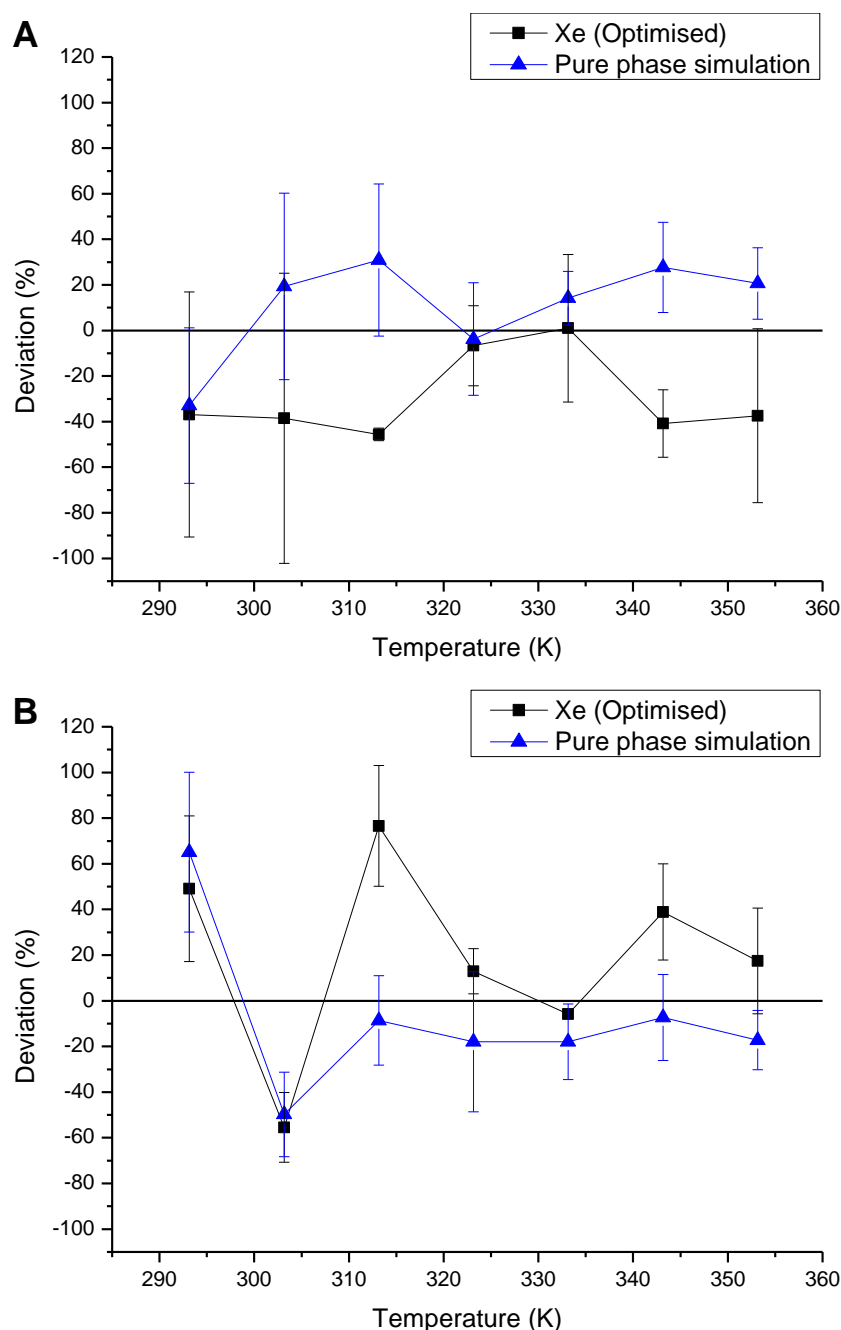 A
Xe (Optimised)
Pure phase simulation
120
100
80
60
40
20
0
-20
-40
-60
-80
-100
Deviation (%)
290 300 310 320 330 340 350 360
Temperature (K)
B
Xe (Optimised)
Pure phase simulation
120
100
80
60
40
20
0
-20
-40
-60
-80
-100
Deviation (%)
290 300 310 320 330 340 350 360
Temperature (K)